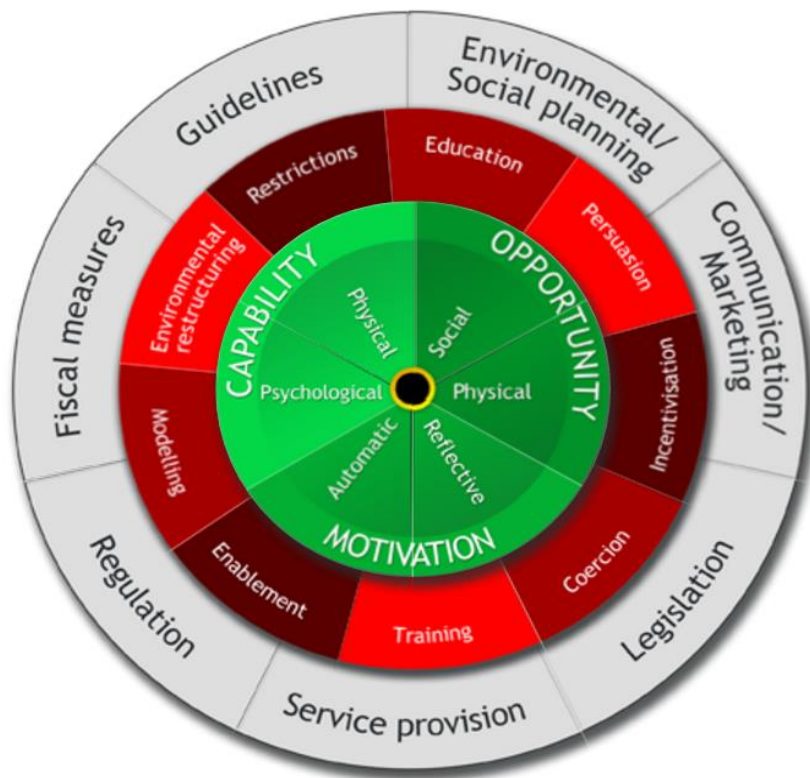 Guidelines
Environmental/
Social planning
Communication/
Marketing
Legislation
Service provision
Regulation
Fiscal measures
Restrictions
Education
Persuasion
Incentivisation
Coercion
Training
Enablement
Modelling
Environmental
restructuring
CAPABILITY
OPPORTUNITY
MOTIVATION
Physical
Social
Physical
Reflective
Automatic
Psychological